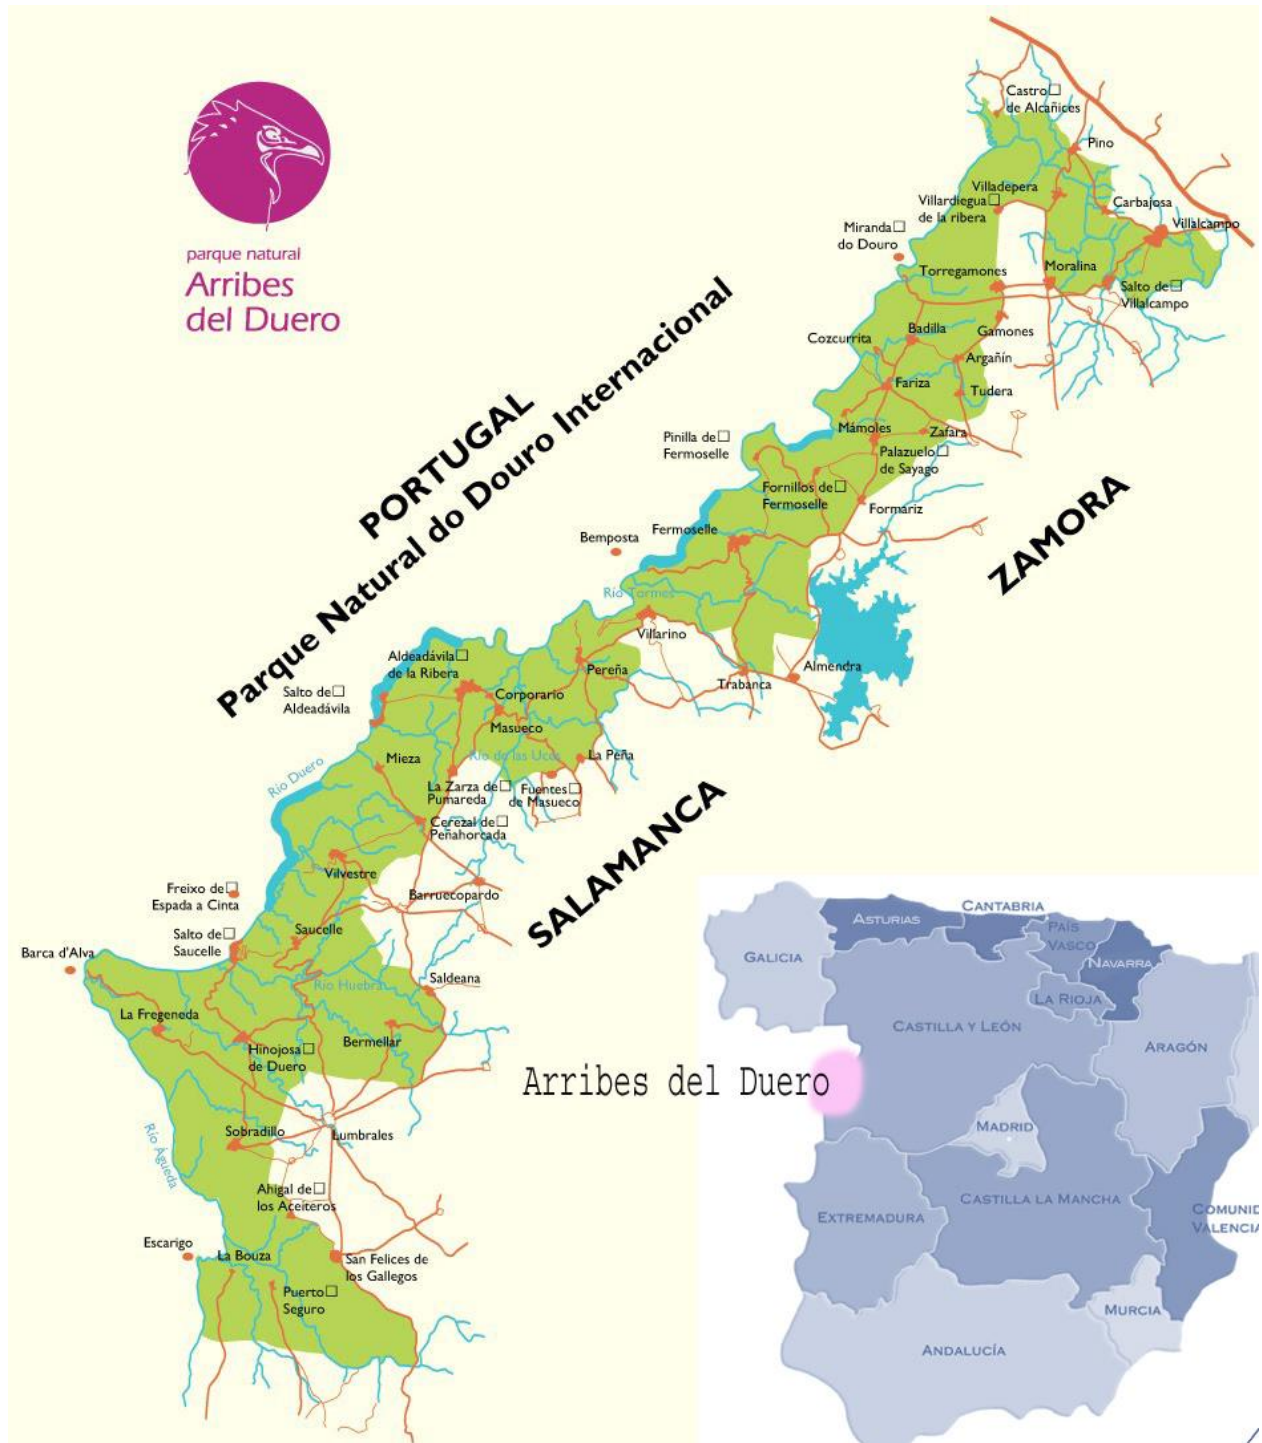 parque natural
Arribes
del Duero
Castro□
de Alcañices
Pino
Villadepera
Villardiegua□
de la ribera
Carbajosa
Villalcampo
Miranda□
do Douro
Torregamones
Moralina
Salto de□
Villalcampo
Cozcurrita
Badilla
Gamones
Argañín
Fariza
Tudera
Mámoles
Zafara
Pinilla de□
Fermoselle
Palazuelo□
de Sayago
Fornillos de□
Fermoselle
Formariz
PORTUGAL
Parque Natural do Douro Internacional
ZAMORA
Fermoselle
Bemposta
Río Tormes
Villarino
Almendra
Trabanca
Pereña
Aldeadávila□
de la Ribera
Salto de□
Aldeadávila
Corporario
Masueco
Río de las Uces
La Peña
Mieza
Río Duero
La Zarza de□
Pumareda
Fuentes□
de Masueco
Cerezal de□
Peñahorcada
SALAMANCA
Vilvestre
Barruecopardo
Freixo de□
Espada a Cinta
Salto de□
Saucelle
Saucelle
Barca d'Alva
Río Huebra
Saldeana
La Fregeneda
Hinojosa□
de Duero
Bermellar
Sobradillo
Lumbrales
Río Águeda
Ahigal de□
los Aceiteros
Escarigo
La Bouza
San Felices de
los Gallegos
Puerto□
Seguro
Arribes del Duero
GALICIA
ASTURIAS
CANTABRIA
PAÍS
VASCO
NAVARRA
LA RIOJA
CASTILLA Y LEÓN
ARAGÓN
MADRID
EXTREMADURA
CASTILLA LA MANCHA
COMUNID
VALENCIA
MURCIA
ANDALUCÍA